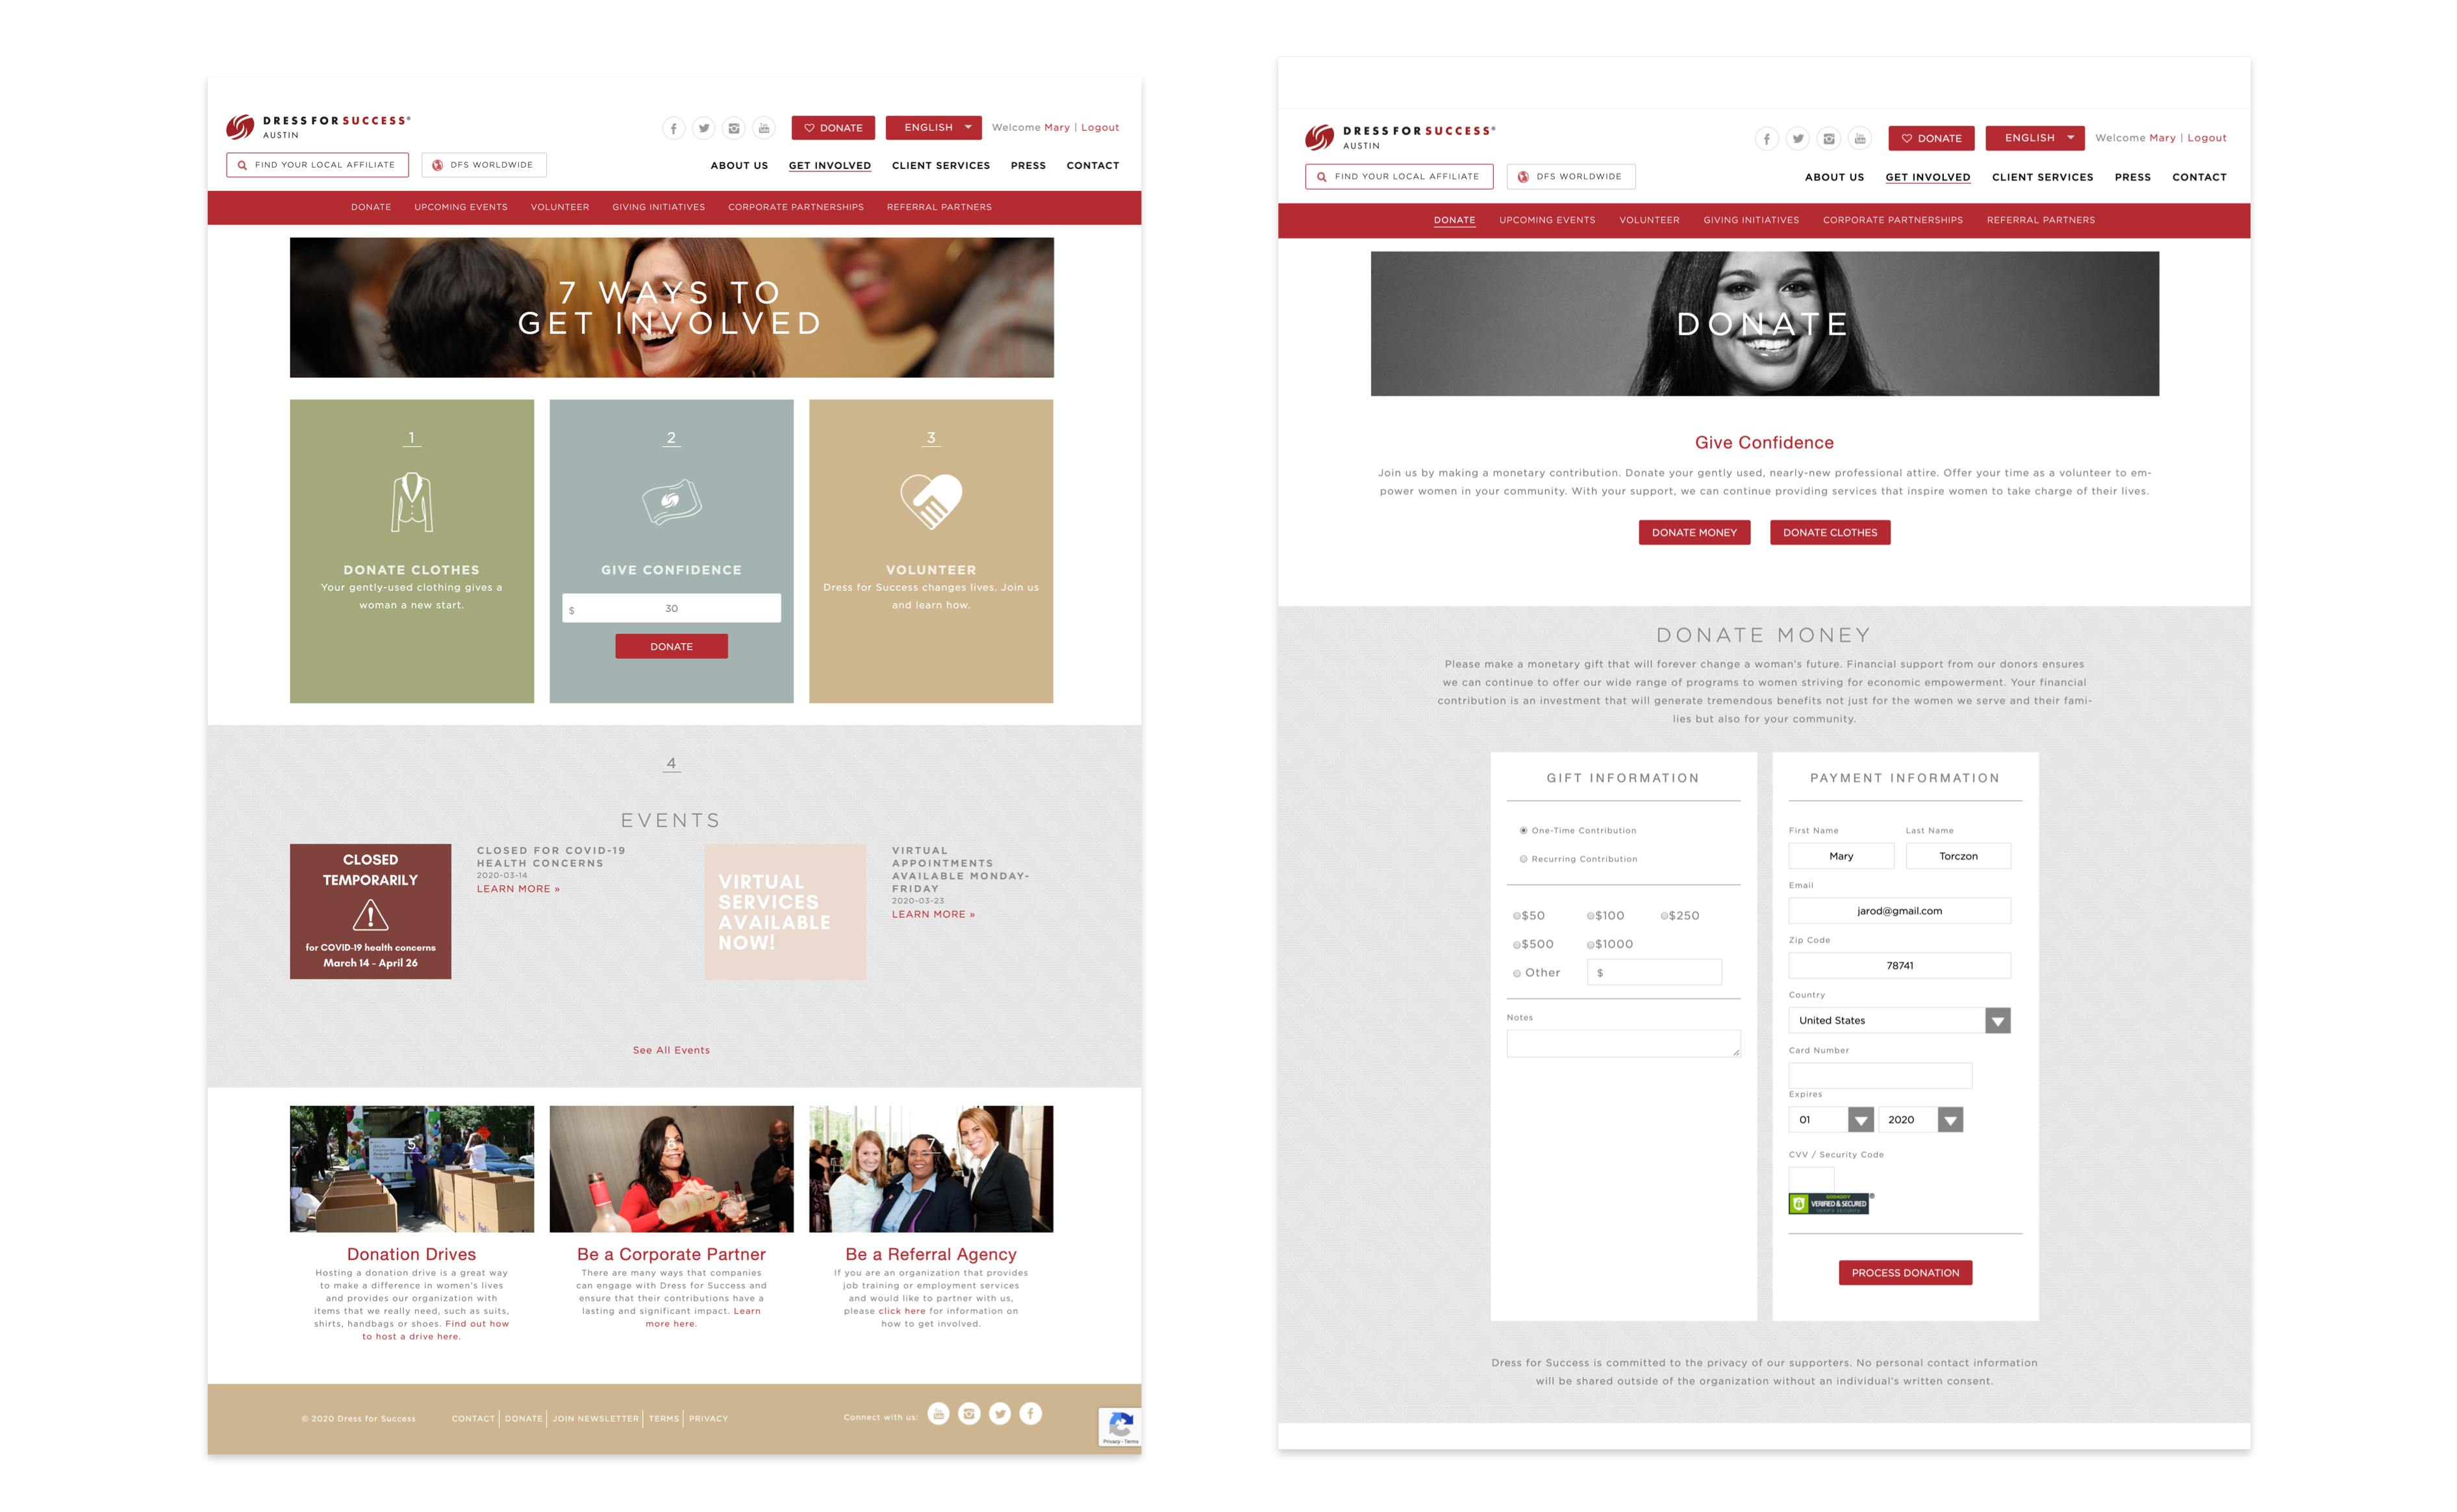 DRESS FOR SUCCESS®
AUSTIN
DONATE
ENGLISH
Welcome Mary | Logout
FIND YOUR LOCAL AFFILIATE
DFS WORLDWIDE
ABOUT US
GET INVOLVED
CLIENT SERVICES
PRESS
CONTACT
DONATE
UPCOMING EVENTS
VOLUNTEER
GIVING INITIATIVES
CORPORATE PARTNERSHIPS
REFERRAL PARTNERS
7 WAYS TO
GET INVOLVED
1
DONATE CLOTHES
Your gently-used clothing gives a
woman a new start.
2
GIVE CONFIDENCE
$ 30
DONATE
3
VOLUNTEER
Dress for Success changes lives. Join us
and learn how.
4
EVENTS
CLOSED
TEMPORARILY
for COVID-19 health concerns
March 14 - April 26
CLOSED FOR COVID-19
HEALTH CONCERNS
2020-03-14
LEARN MORE »
VIRTUAL
SERVICES
AVAILABLE
NOW!
VIRTUAL
APPOINTMENTS
AVAILABLE MONDAY-
FRIDAY
2020-03-23
LEARN MORE »
See All Events
5
Donation Drives
Hosting a donation drive is a great way
to make a difference in women's lives
and provides our organization with
items that we really need, such as suits,
shirts, handbags or shoes. Find out how
to host a drive here.
6
Be a Corporate Partner
There are many ways that companies
can engage with Dress for Success and
ensure that their contributions have a
lasting and significant impact. Learn
more here.
7
Be a Referral Agency
If you are an organization that provides
job training or employment services
and would like to partner with us,
please click here for information on
how to get involved.
© 2020 Dress for Success
CONTACT | DONATE | JOIN NEWSLETTER | TERMS | PRIVACY
Connect with us:
Privacy - Terms
DRESS FOR SUCCESS®
AUSTIN
DONATE
ENGLISH
Welcome Mary | Logout
FIND YOUR LOCAL AFFILIATE
DFS WORLDWIDE
ABOUT US
GET INVOLVED
CLIENT SERVICES
PRESS
CONTACT
DONATE
UPCOMING EVENTS
VOLUNTEER
GIVING INITIATIVES
CORPORATE PARTNERSHIPS
REFERRAL PARTNERS
DONATE
Give Confidence
Join us by making a monetary contribution. Donate your gently used, nearly-new professional attire. Offer your time as a volunteer to em-
power women in your community. With your support, we can continue providing services that inspire women to take charge of their lives.
DONATE MONEY
DONATE CLOTHES
DONATE MONEY
Please make a monetary gift that will forever change a woman's future. Financial support from our donors ensures
we can continue to offer our wide range of programs to women striving for economic empowerment. Your financial
contribution is an investment that will generate tremendous benefits not just for the women we serve and their fami-
lies but also for your community.
GIFT INFORMATION
One-Time Contribution
Recurring Contribution
$50
$100
$250
$500
$1000
Other
$
Notes
PAYMENT INFORMATION
First Name
Last Name
Mary
Torczon
Email
jarod@gmail.com
Zip Code
78741
Country
United States
Card Number
Expires
01
2020
CVV / Security Code
GODADDY
VERIFIED & SECURED
VERIFY SECURITY
PROCESS DONATION
Dress for Success is committed to the privacy of our supporters. No personal contact information
will be shared outside of the organization without an individual's written consent.